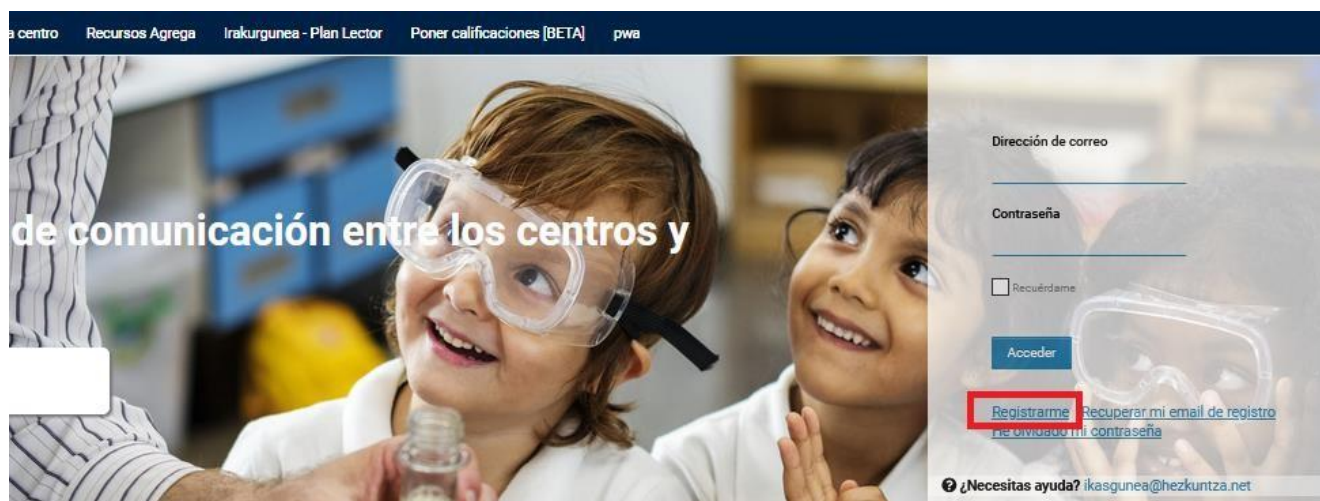 a centro Recursos Agrega Irakurgunea - Plan Lector Poner calificaciones [BETA] pwa
de comunicación entre los centros y
Dirección de correo
Contraseña
Recuérdame
Acceder
Registrarme Recuperar mi email de registro
He olvidado mi contraseña
¿Necesitas ayuda? ikasgunea@hezkuntza.net